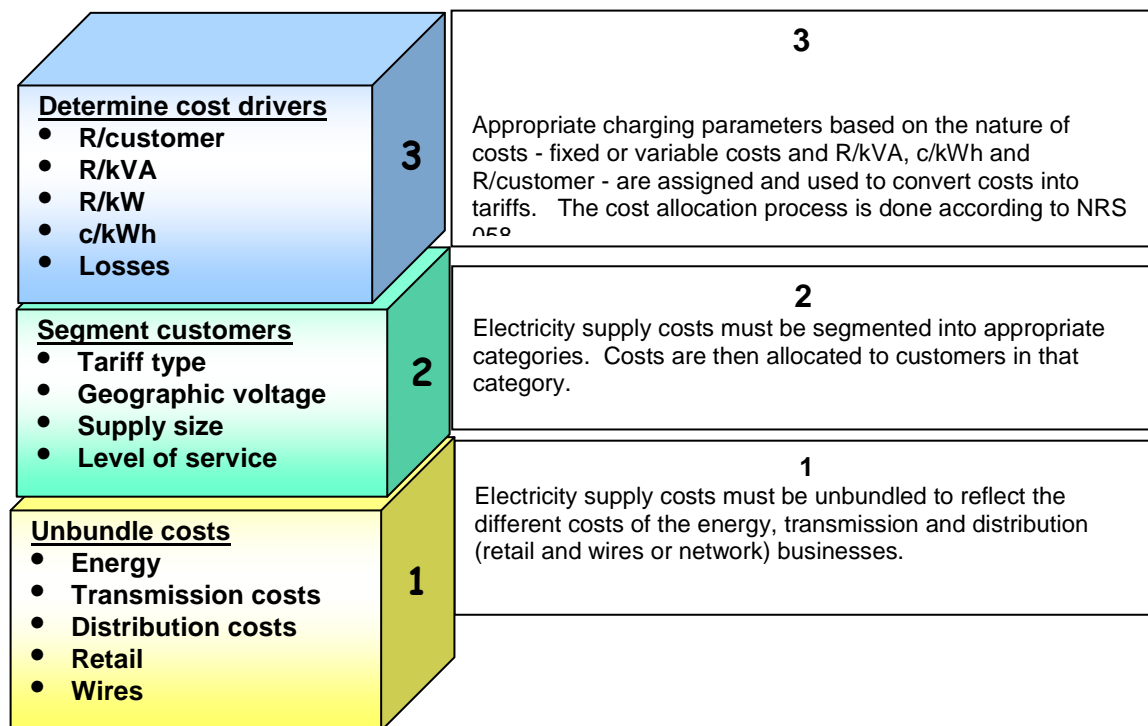 Determine cost drivers
• R/customer
• R/kVA
• R/kW
• c/kWh
• Losses
3
3
Appropriate charging parameters based on the nature of
costs - fixed or variable costs and R/kVA, c/kWh and
R/customer - are assigned and used to convert costs into
tariffs. The cost allocation process is done according to NRS
058
Segment customers
• Tariff type
• Geographic voltage
• Supply size
• Level of service
2
2
Electricity supply costs must be segmented into appropriate
categories. Costs are then allocated to customers in that
category.
Unbundle costs
• Energy
• Transmission costs
• Distribution costs
• Retail
• Wires
1
1
Electricity supply costs must be unbundled to reflect the
different costs of the energy, transmission and distribution
(retail and wires or network) businesses.